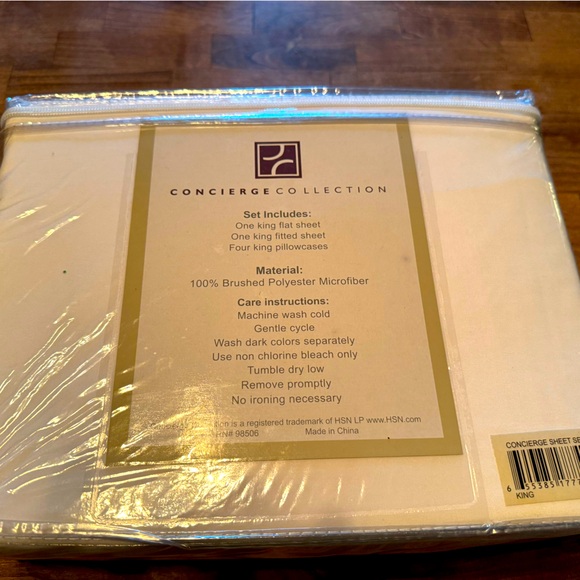 CONCIERGE COLLECTION
Set Includes:
One king flat sheet
One king fitted sheet
Four king pillowcases
Material:
100% Brushed Polyester Microfiber
Care instructions:
Machine wash cold
Gentle cycle
Wash dark colors separately
Use non chlorine bleach only
Tumble dry low
Remove promptly
No ironing necessary
is a registered trademark of HSN LP www.HSN.com
98506 Made in China
CONCIERGE SHEET SE
6 55385 1777
KING